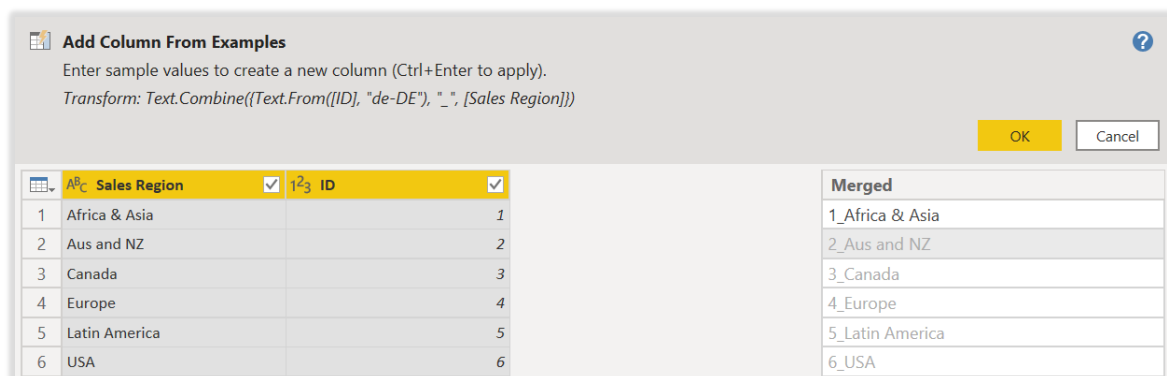 Add Column From Examples
?
Enter sample values to create a new column (Ctrl+Enter to apply).
Transform: Text.Combine({Text.From([ID], "de-DE"), "_", [Sales Region]})
OK Cancel
ABC Sales Region 123 ID Merged
1 Africa & Asia 1 1_Africa & Asia
2 Aus and NZ 2 2_Aus and NZ
3 Canada 3 3_Canada
4 Europe 4 4_Europe
5 Latin America 5 5_Latin America
6 USA 6 6_USA